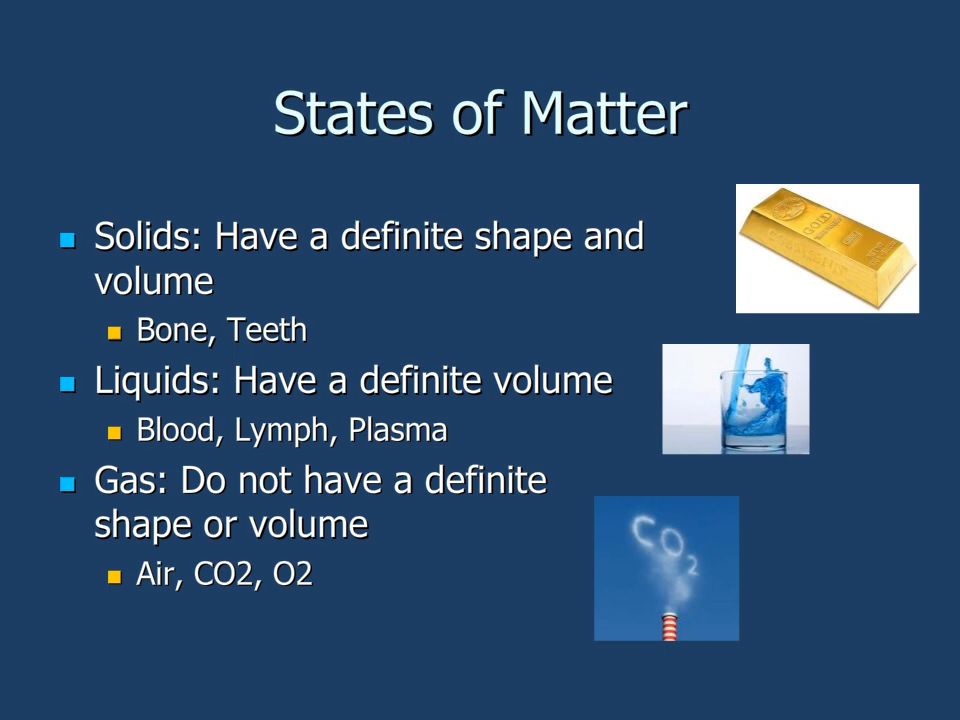 States of Matter
Solids: Have a definite shape and
volume
Bone, Teeth
Liquids: Have a definite volume
Blood, Lymph, Plasma
Gas: Do not have a definite
shape or volume
Air, CO2, O2
GOLD
CO2